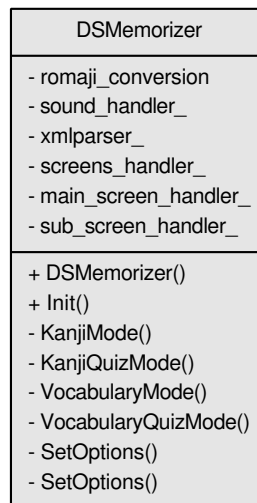 DSMemorizer
- romaji_conversion
- sound_handler_
- xmlparser_
- screens_handler_
- main_screen_handler_
- sub_screen_handler_
+ DSMemorizer()
+ Init()
- KanjiMode()
- KanjiQuizMode()
- VocabularyMode()
- VocabularyQuizMode()
- SetOptions()
- SetOptions()